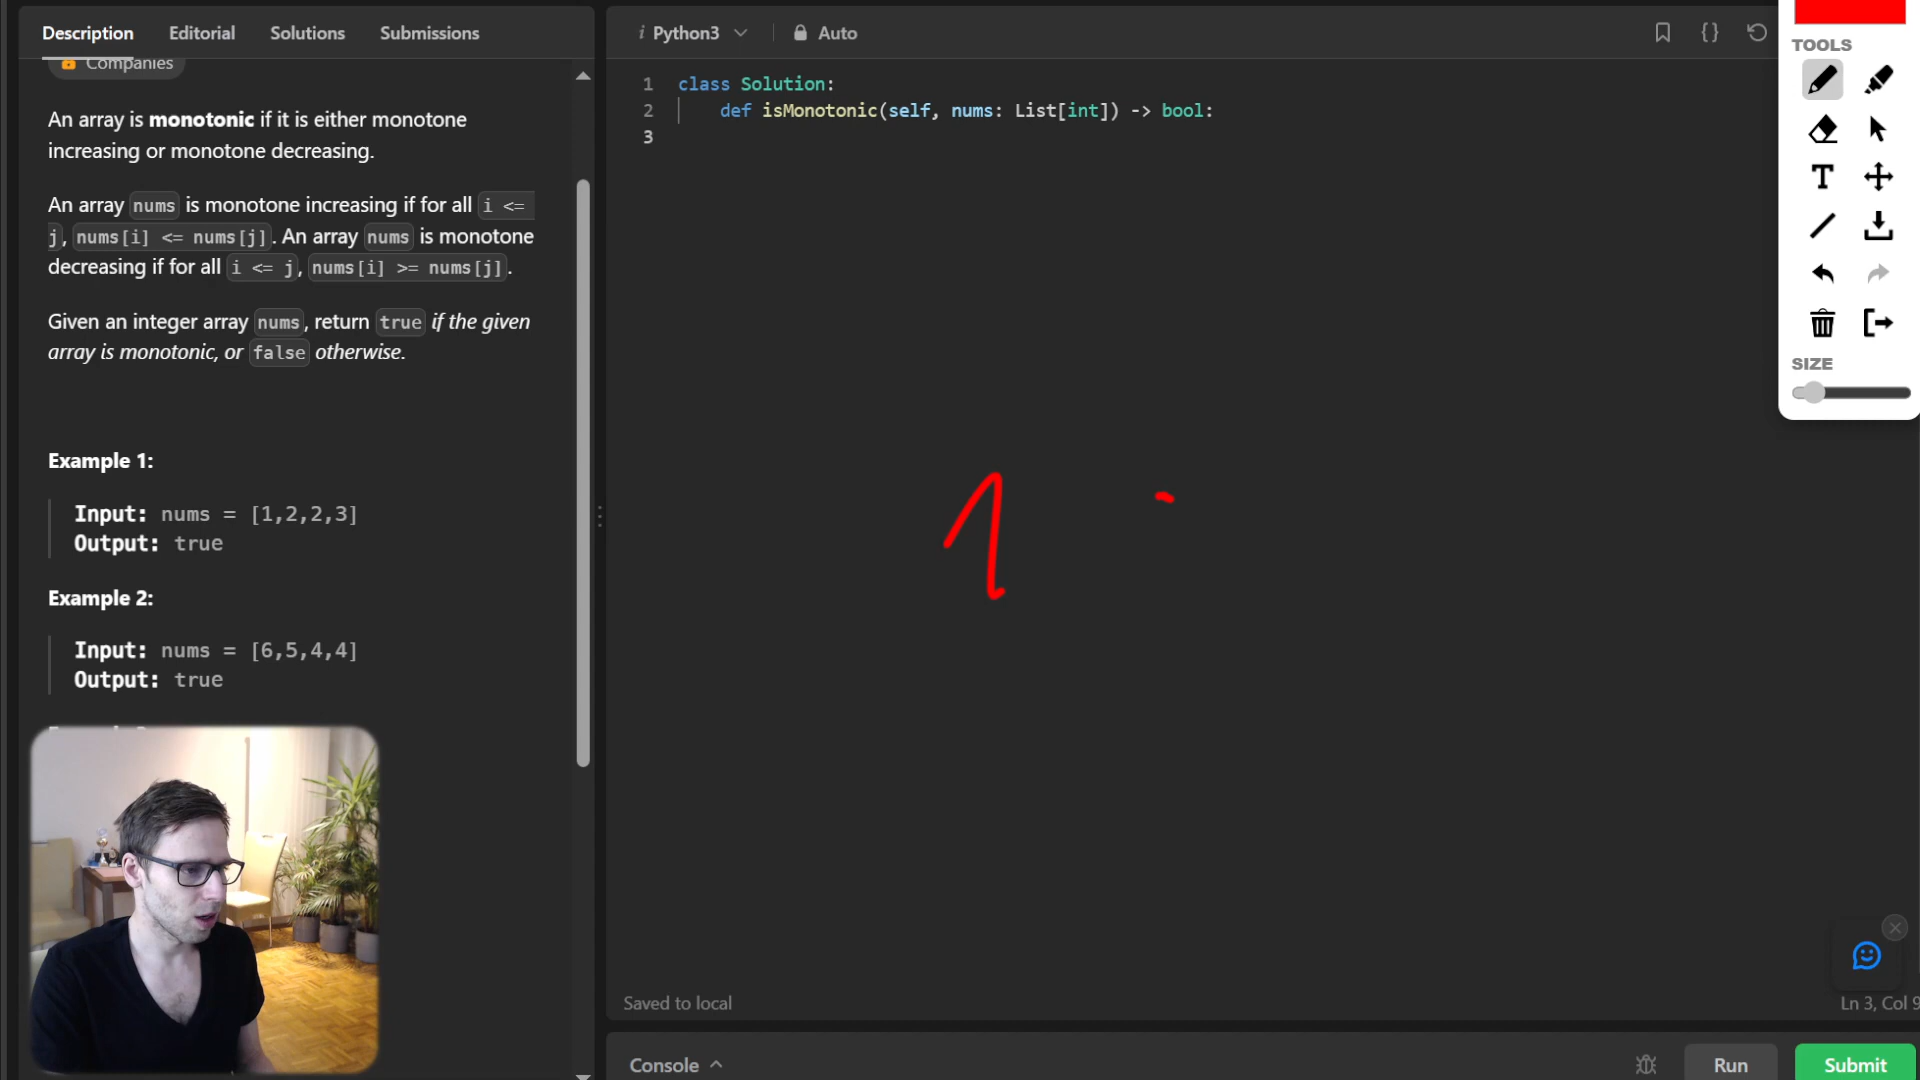 Description Editorial Solutions Submissions
Companies
An array is monotonic if it is either monotone
increasing or monotone decreasing.
An array nums is monotone increasing if for all i <=
j, nums[i] <= nums[j]. An array nums is monotone
decreasing if for all i <= j, nums[i] >= nums[j].
Given an integer array nums, return true if the given
array is monotonic, or false otherwise.
Example 1:
Input: nums = [1,2,2,3]
Output: true
Example 2:
Input: nums = [6,5,4,4]
Output: true
i Python3 Auto
1 class Solution:
2 def isMonotonic(self, nums: List[int]) -> bool:
3
1
Saved to local
Ln 3, Col 9
Console
Run
Submit
TOOLS
T
SIZE